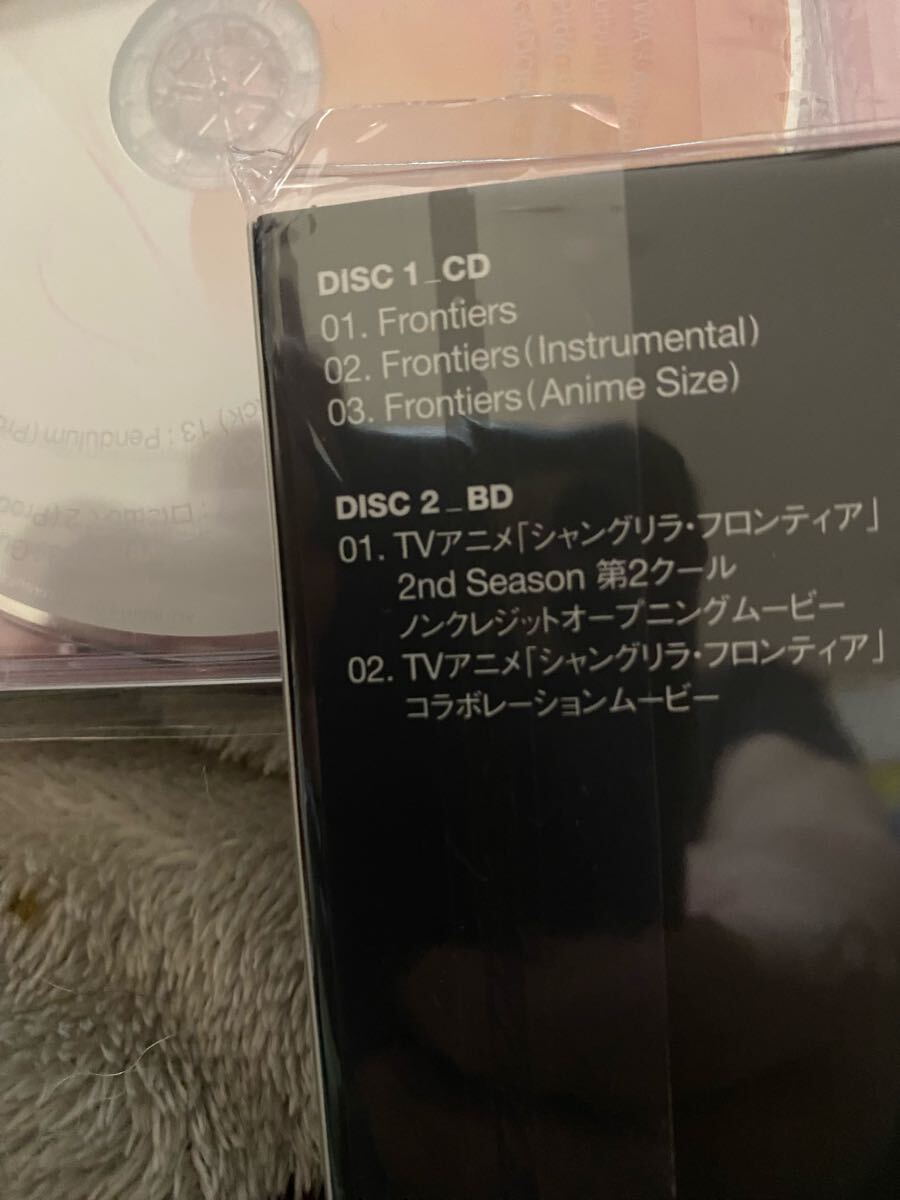 DISC 1_CD
01. Frontiers
02. Frontiers(Instrumental)
03. Frontiers(Anime Size)
DISC 2_BD
01. TVアニメ「シャングリラ・フロンティア」
2nd Season 第2クール
ノンクレジットオープニングムービー
02. TVアニメ「シャングリラ・フロンティア」
コラボレーションムービー
13 : Pendulum